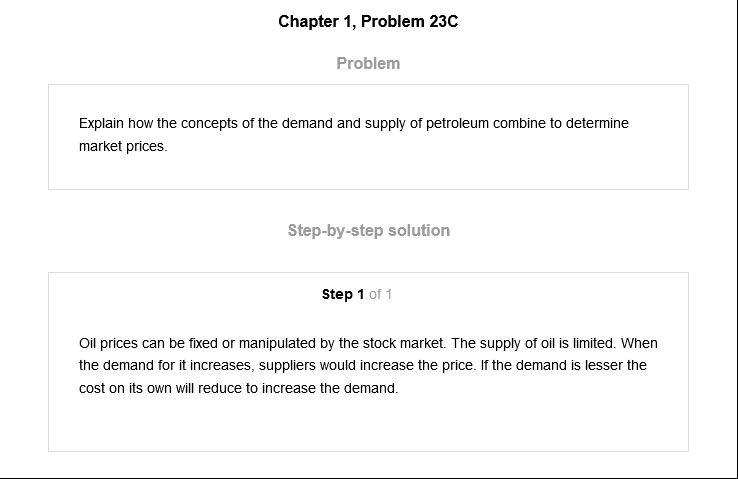 Chapter 1, Problem 23C
Problem
Explain how the concepts of the demand and supply of petroleum combine to determine
market prices.
Step-by-step solution
Step 1 of 1
Oil prices can be fixed or manipulated by the stock market. The supply of oil is limited. When
the demand for it increases, suppliers would increase the price. If the demand is lesser the
cost on its own will reduce to increase the demand.